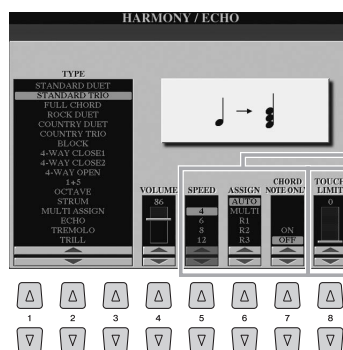 HARMONY / ECHO
TYPE
STANDARD DUET
STANDARD TRIO
FULL CHORD
ROCK DUET
COUNTRY DUET
COUNTRY TRIO
BLOCK
4-WAY CLOSE1
4-WAY CLOSE2
4-WAY OPEN
1+5
OCTAVE
STRUM
MULTI ASSIGN
ECHO
TREMOLO
TRILL
VOLUME
86
SPEED
4
6
8
12
ASSIGN
AUTO
MULTI
R1
R2
R3
CHORD
NOTE ONLY
ON
OFF
TOUCH
LIMIT
0
1 2 3 4 5 6 7 8